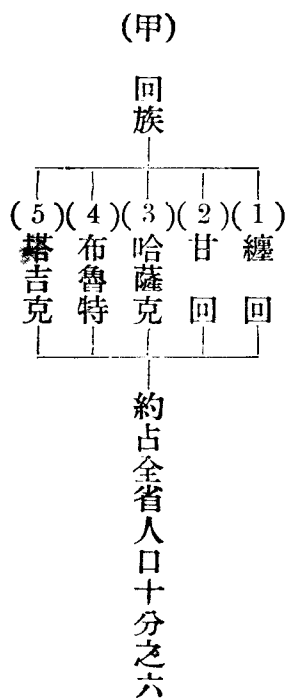 (甲)
回族
(1)纏回
(2)甘回
(3)哈薩克
(4)布魯特
(5)塔吉克
約占全省人口十分之六